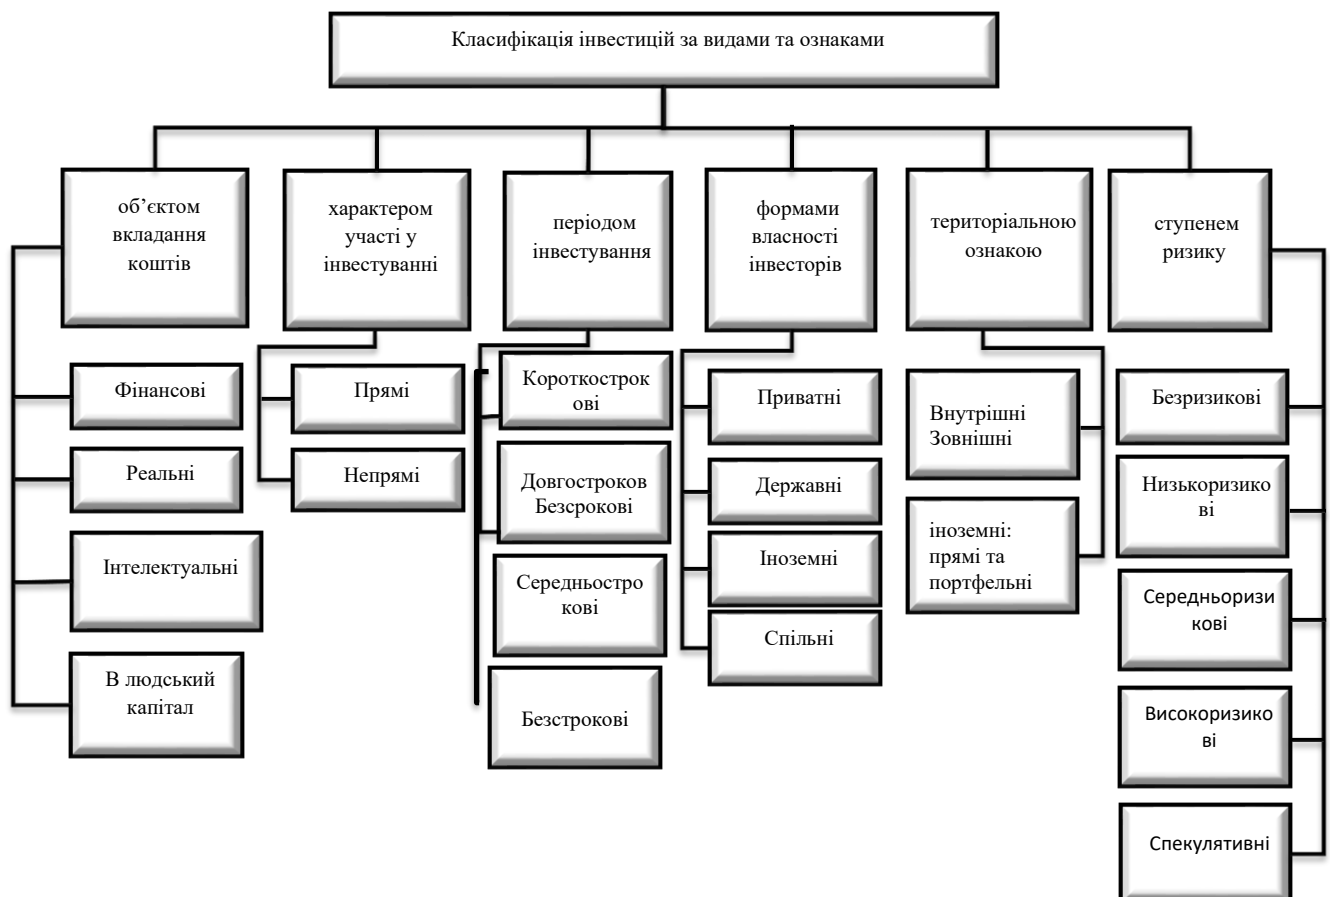 Класифікація інвестицій за видами та ознаками
об’єктом
вкладання
коштів
характером
участі у
інвестуванні
періодом
інвестування
формами
власності
інвесторів
територіальною
ознакою
ступенем
ризику
Фінансові
Реальні
Інтелектуальні
В людський
капітал
Прямі
Непрямі
Короткострок
ові
Довгостроков
Безсрокові
Середньостро
кові
Безстрокові
Приватні
Державні
Іноземні
Спільні
Внутрішні
Зовнішні
іноземні:
прямі та
портфельні
Безризикові
Низькоризико
ві
Середньоризи
кові
Високоризико
ві
Спекулятивні